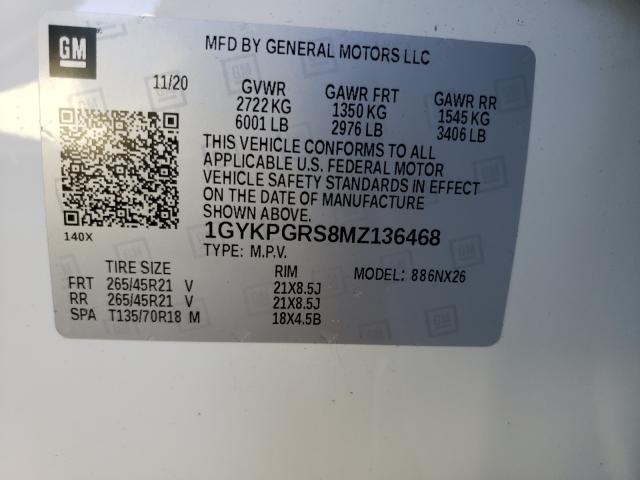 GM
MFD BY GENERAL MOTORS LLC
11/20
GVWR GAWR FRT GAWR RR
2722 KG 1350 KG 1545 KG
6001 LB 2976 LB 3406 LB
THIS VEHICLE CONFORMS TO ALL
APPLICABLE U.S. FEDERAL MOTOR
VEHICLE SAFETY STANDARDS IN EFFECT
ON THE DATE OF MANUFACTURE
SHOWN ABOVE.
140X
1GYKPGRS8MZ136468
TYPE: M.P.V.
TIRE SIZE RIM MODEL: 886NX26
FRT 265/45R21 V 21X8.5J
RR 265/45R21 V 21X8.5J
SPA T135/70R18 M 18X4.5B